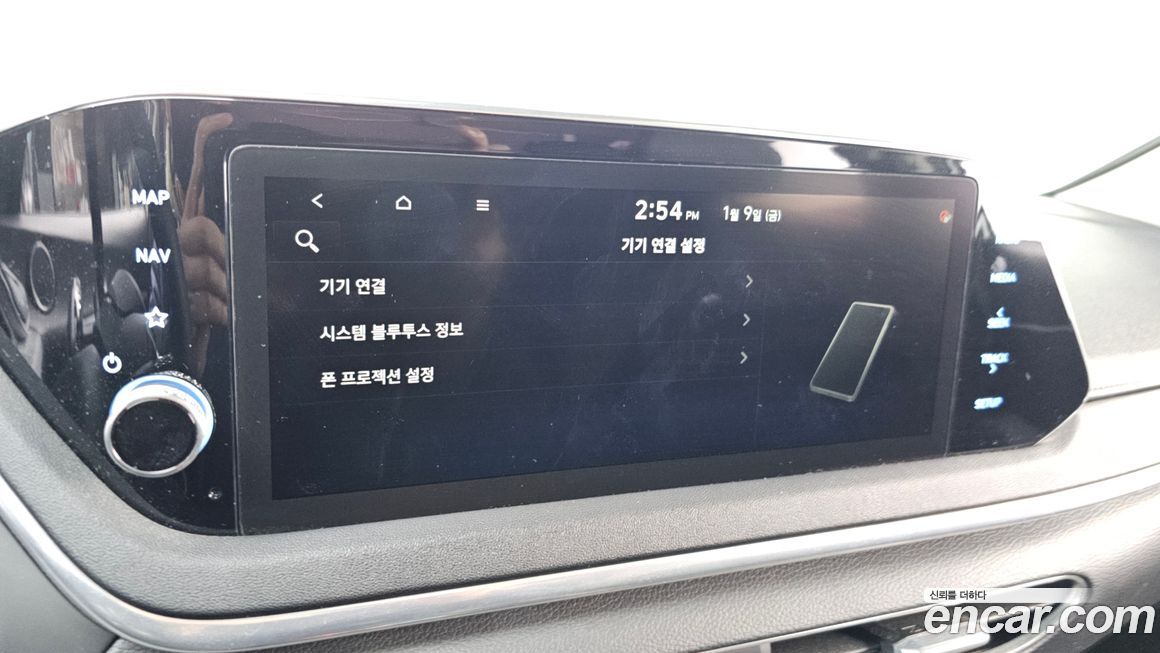 MAP
NAV
2:54 PM 1월 9일 (금)
기기 연결 설정
기기 연결
시스템 블루투스 정보
폰 프로젝션 설정
MEDIA
< SEEK
TRACK >
SETUP
신뢰를 더하다
encar.com